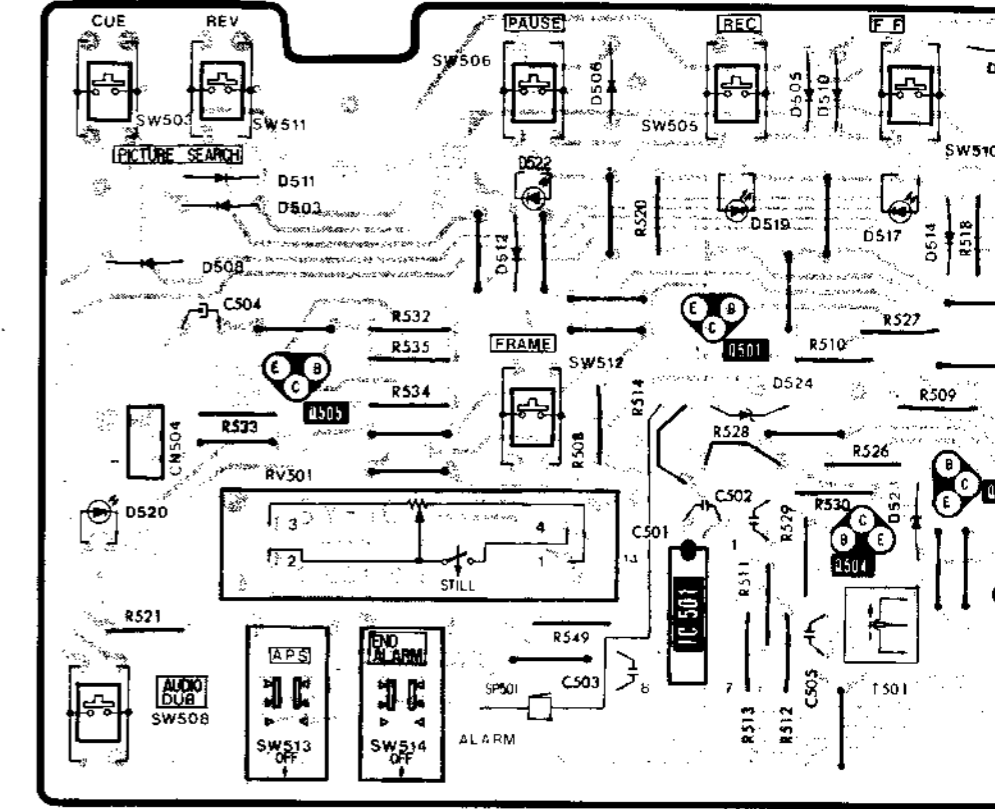 CUE REV PAUSE REC F F
SW506 D506 D505 D510
SW503 SW511 SW505 SW510
PICTURE SEARCH
D522
D511
D503 R520 D519 D517 D514 R518
D512
D508
C504
R532 E B C R527
R535 FRAME Q501 R510
E B C SW512
R534 R514 D524 R509
Q505
CN504 R533 R508 R528 R526
RV501 B C E
D520 C502 R529 R530
3 4 C501 C B E
2 1 1 R511 Q504
STILL
R521 IC 501
R549
APS END ALARM
AUDIO DUB SP501 C503 8 7 C505 T501
SW508
ALARM R513 R512
SW513 SW514
OFF OFF